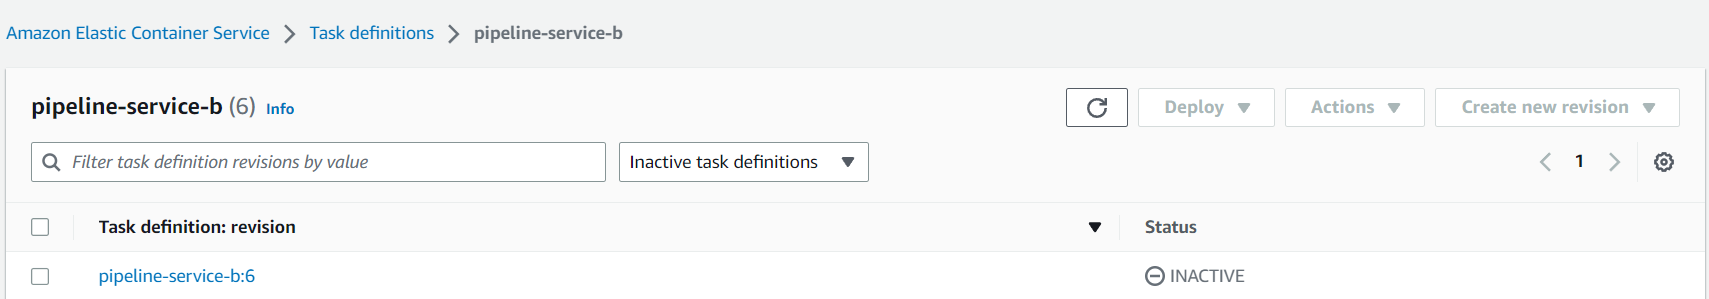 Amazon Elastic Container Service > Task definitions > pipeline-service-b
pipeline-service-b (6) Info
Deploy Actions Create new revision
Filter task definition revisions by value Inactive task definitions 1
Task definition: revision Status
pipeline-service-b:6 INACTIVE